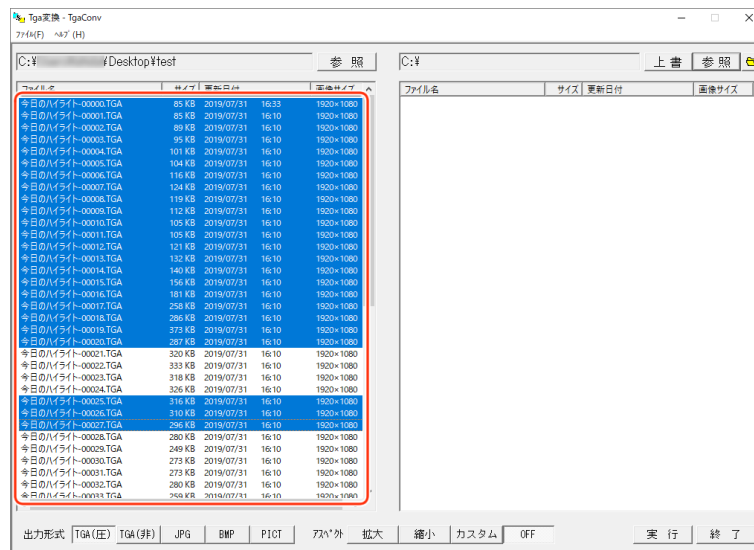 Tga変換 - TgaConv
ファイル(F) ヘルプ(H)
C:¥ ¥Desktop¥test 参 照 C:¥ 上 書 参 照
ファイル名 サイズ 更新日付 画像サイズ ファイル名 サイズ 更新日付 画像サイズ
今日のハイライト-00000.TGA 85 KB 2019/07/31 16:33 1920×1080
今日のハイライト-00001.TGA 85 KB 2019/07/31 16:10 1920×1080
今日のハイライト-00002.TGA 89 KB 2019/07/31 16:10 1920×1080
今日のハイライト-00003.TGA 95 KB 2019/07/31 16:10 1920×1080
今日のハイライト-00004.TGA 101 KB 2019/07/31 16:10 1920×1080
今日のハイライト-00005.TGA 104 KB 2019/07/31 16:10 1920×1080
今日のハイライト-00006.TGA 116 KB 2019/07/31 16:10 1920×1080
今日のハイライト-00007.TGA 124 KB 2019/07/31 16:10 1920×1080
今日のハイライト-00008.TGA 119 KB 2019/07/31 16:10 1920×1080
今日のハイライト-00009.TGA 112 KB 2019/07/31 16:10 1920×1080
今日のハイライト-00010.TGA 105 KB 2019/07/31 16:10 1920×1080
今日のハイライト-00011.TGA 105 KB 2019/07/31 16:10 1920×1080
今日のハイライト-00012.TGA 121 KB 2019/07/31 16:10 1920×1080
今日のハイライト-00013.TGA 132 KB 2019/07/31 16:10 1920×1080
今日のハイライト-00014.TGA 140 KB 2019/07/31 16:10 1920×1080
今日のハイライト-00015.TGA 156 KB 2019/07/31 16:10 1920×1080
今日のハイライト-00016.TGA 181 KB 2019/07/31 16:10 1920×1080
今日のハイライト-00017.TGA 258 KB 2019/07/31 16:10 1920×1080
今日のハイライト-00018.TGA 286 KB 2019/07/31 16:10 1920×1080
今日のハイライト-00019.TGA 373 KB 2019/07/31 16:10 1920×1080
今日のハイライト-00020.TGA 287 KB 2019/07/31 16:10 1920×1080
今日のハイライト-00021.TGA 320 KB 2019/07/31 16:10 1920×1080
今日のハイライト-00022.TGA 333 KB 2019/07/31 16:10 1920×1080
今日のハイライト-00023.TGA 318 KB 2019/07/31 16:10 1920×1080
今日のハイライト-00024.TGA 326 KB 2019/07/31 16:10 1920×1080
今日のハイライト-00025.TGA 316 KB 2019/07/31 16:10 1920×1080
今日のハイライト-00026.TGA 310 KB 2019/07/31 16:10 1920×1080
今日のハイライト-00027.TGA 296 KB 2019/07/31 16:10 1920×1080
今日のハイライト-00028.TGA 280 KB 2019/07/31 16:10 1920×1080
今日のハイライト-00029.TGA 249 KB 2019/07/31 16:10 1920×1080
今日のハイライト-00030.TGA 273 KB 2019/07/31 16:10 1920×1080
今日のハイライト-00031.TGA 273 KB 2019/07/31 16:10 1920×1080
今日のハイライト-00032.TGA 280 KB 2019/07/31 16:10 1920×1080
今日のハイライト-00033.TGA 259 KB 2019/07/31 16:10 1920×1080
出力形式 TGA(圧) TGA(非) JPG BMP PICT アスペクト 拡大 縮小 カスタム OFF 実 行 終 了